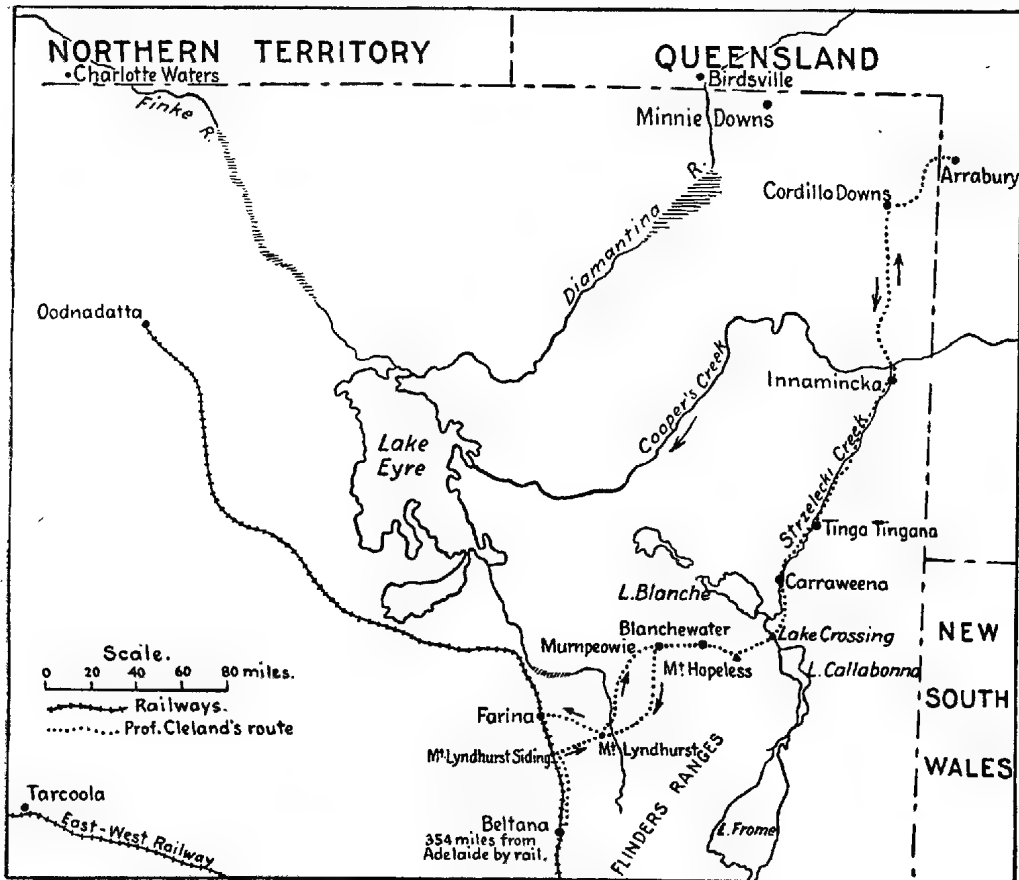 NORTHERN TERRITORY
QUEENSLAND
Charlotte Waters
Birdsville
Finke R.
Minnie Downs
Arrabury
Cordillo Downs
Diamantina R.
Oodnadatta
Innamincka
Cooper's Creek
Lake
Eyre
Strzelecki Creek
Tinga Tingana
Carraweena
L. Blanche
Blanchewater
Lake Crossing
NEW
SOUTH
WALES
Murnpeowie
Mt Hopeless
L. Callabonna
Scale.
0 20 40 60 80 miles.
Railways.
Prof. Cleland's route
Farina
Mt. Lyndhurst Siding
Mt. Lyndhurst
FLINDERS RANGES
Tarcoola
East-West Railway
Beltana
354 miles from
Adelaide by rail.
L. Frome